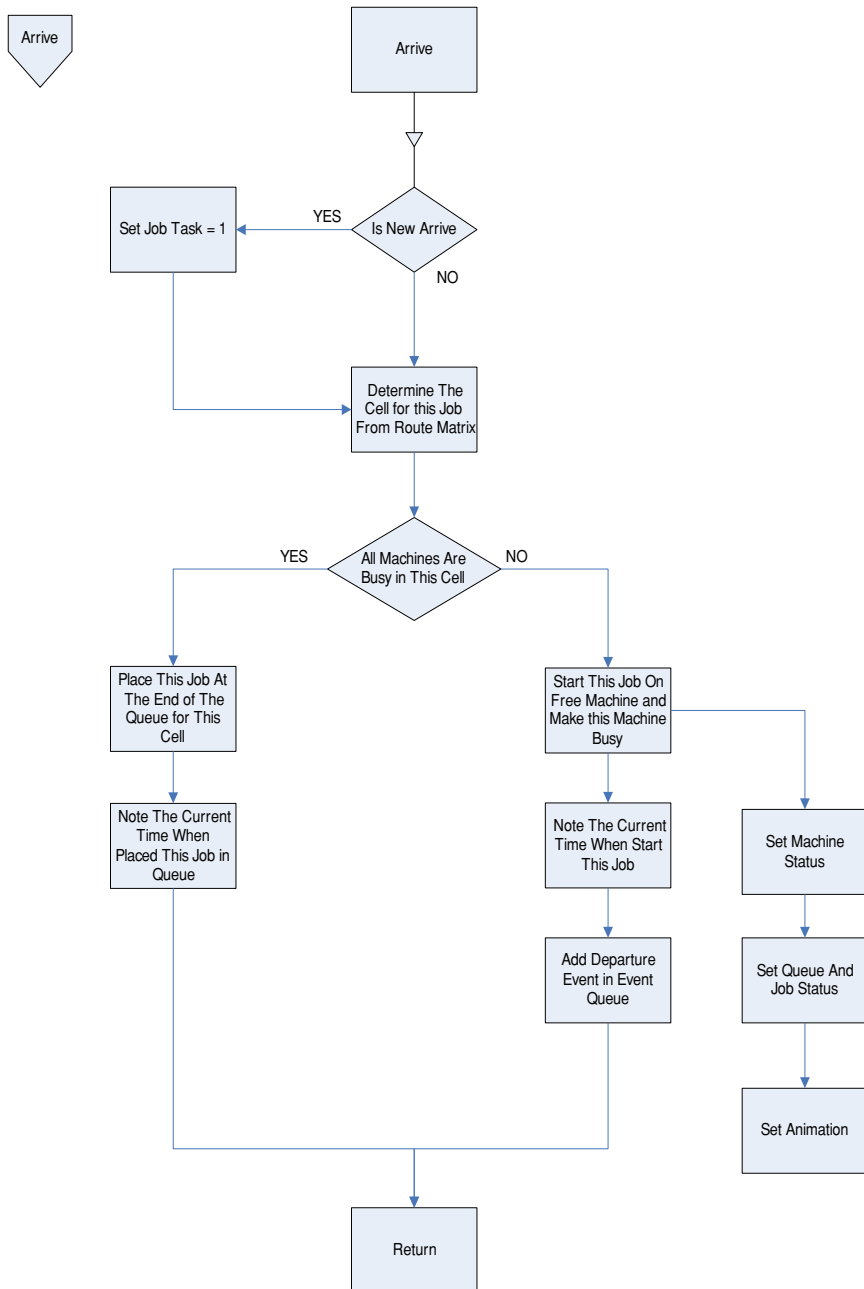 Arrive
Arrive
YES
Set Job Task = 1
Is New Arrive
NO
Determine The
Cell for this Job
From Route Matrix
YES
All Machines Are
Busy in This Cell
NO
Place This Job At
The End of The
Queue for This
Cell
Start This Job On
Free Machine and
Make this Machine
Busy
Note The Current
Time When
Placed This Job in
Queue
Note The Current
Time When Start
This Job
Set Machine
Status
Add Departure
Event in Event
Queue
Set Queue And
Job Status
Set Animation
Return